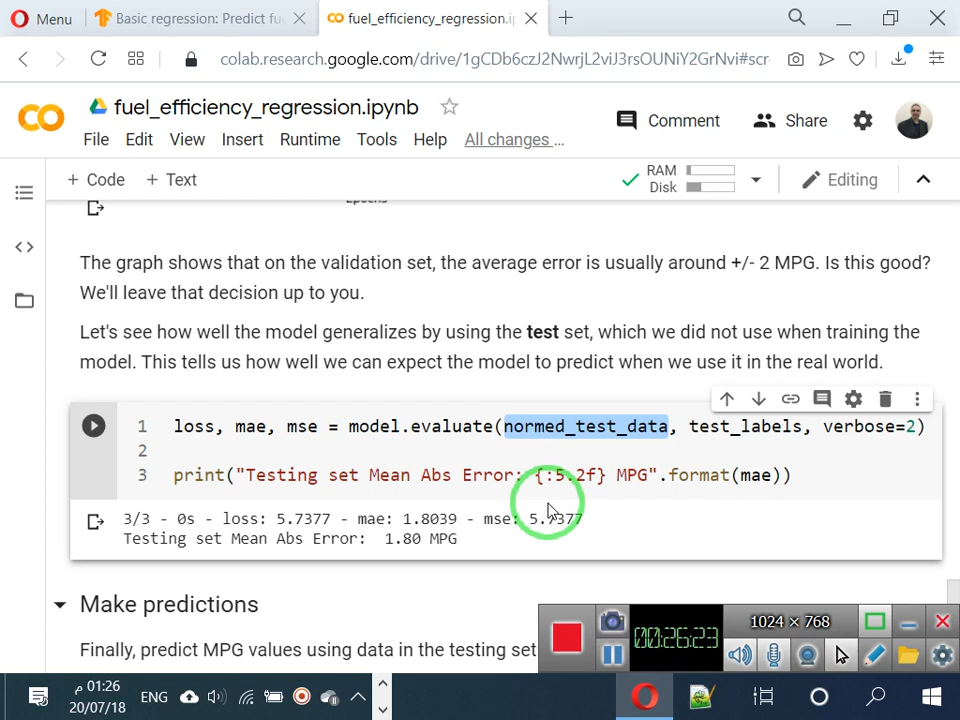 Menu
Basic regression: Predict fu
fuel_efficiency_regression.i
colab.research.google.com/drive/1gCDb6czJ2NwrjL2viJ3rsOUNiY2GrNvi#scr
fuel_efficiency_regression.ipynb
File Edit View Insert Runtime Tools Help All changes ...
Comment
Share
+ Code + Text
RAM
Disk
Editing
Epochs
The graph shows that on the validation set, the average error is usually around +/- 2 MPG. Is this good?
We'll leave that decision up to you.
Let's see how well the model generalizes by using the test set, which we did not use when training the
model. This tells us how well we can expect the model to predict when we use it in the real world.
1 loss, mae, mse = model.evaluate(normed_test_data, test_labels, verbose=2)
2
3 print("Testing set Mean Abs Error: {:5.2f} MPG".format(mae))
3/3 - 0s - loss: 5.7377 - mae: 1.8039 - mse: 5.7377
Testing set Mean Abs Error:  1.80 MPG
Make predictions
Finally, predict MPG values using data in the testing set
00:26:23
1024 × 768
01:26 م
20/07/18
ENG